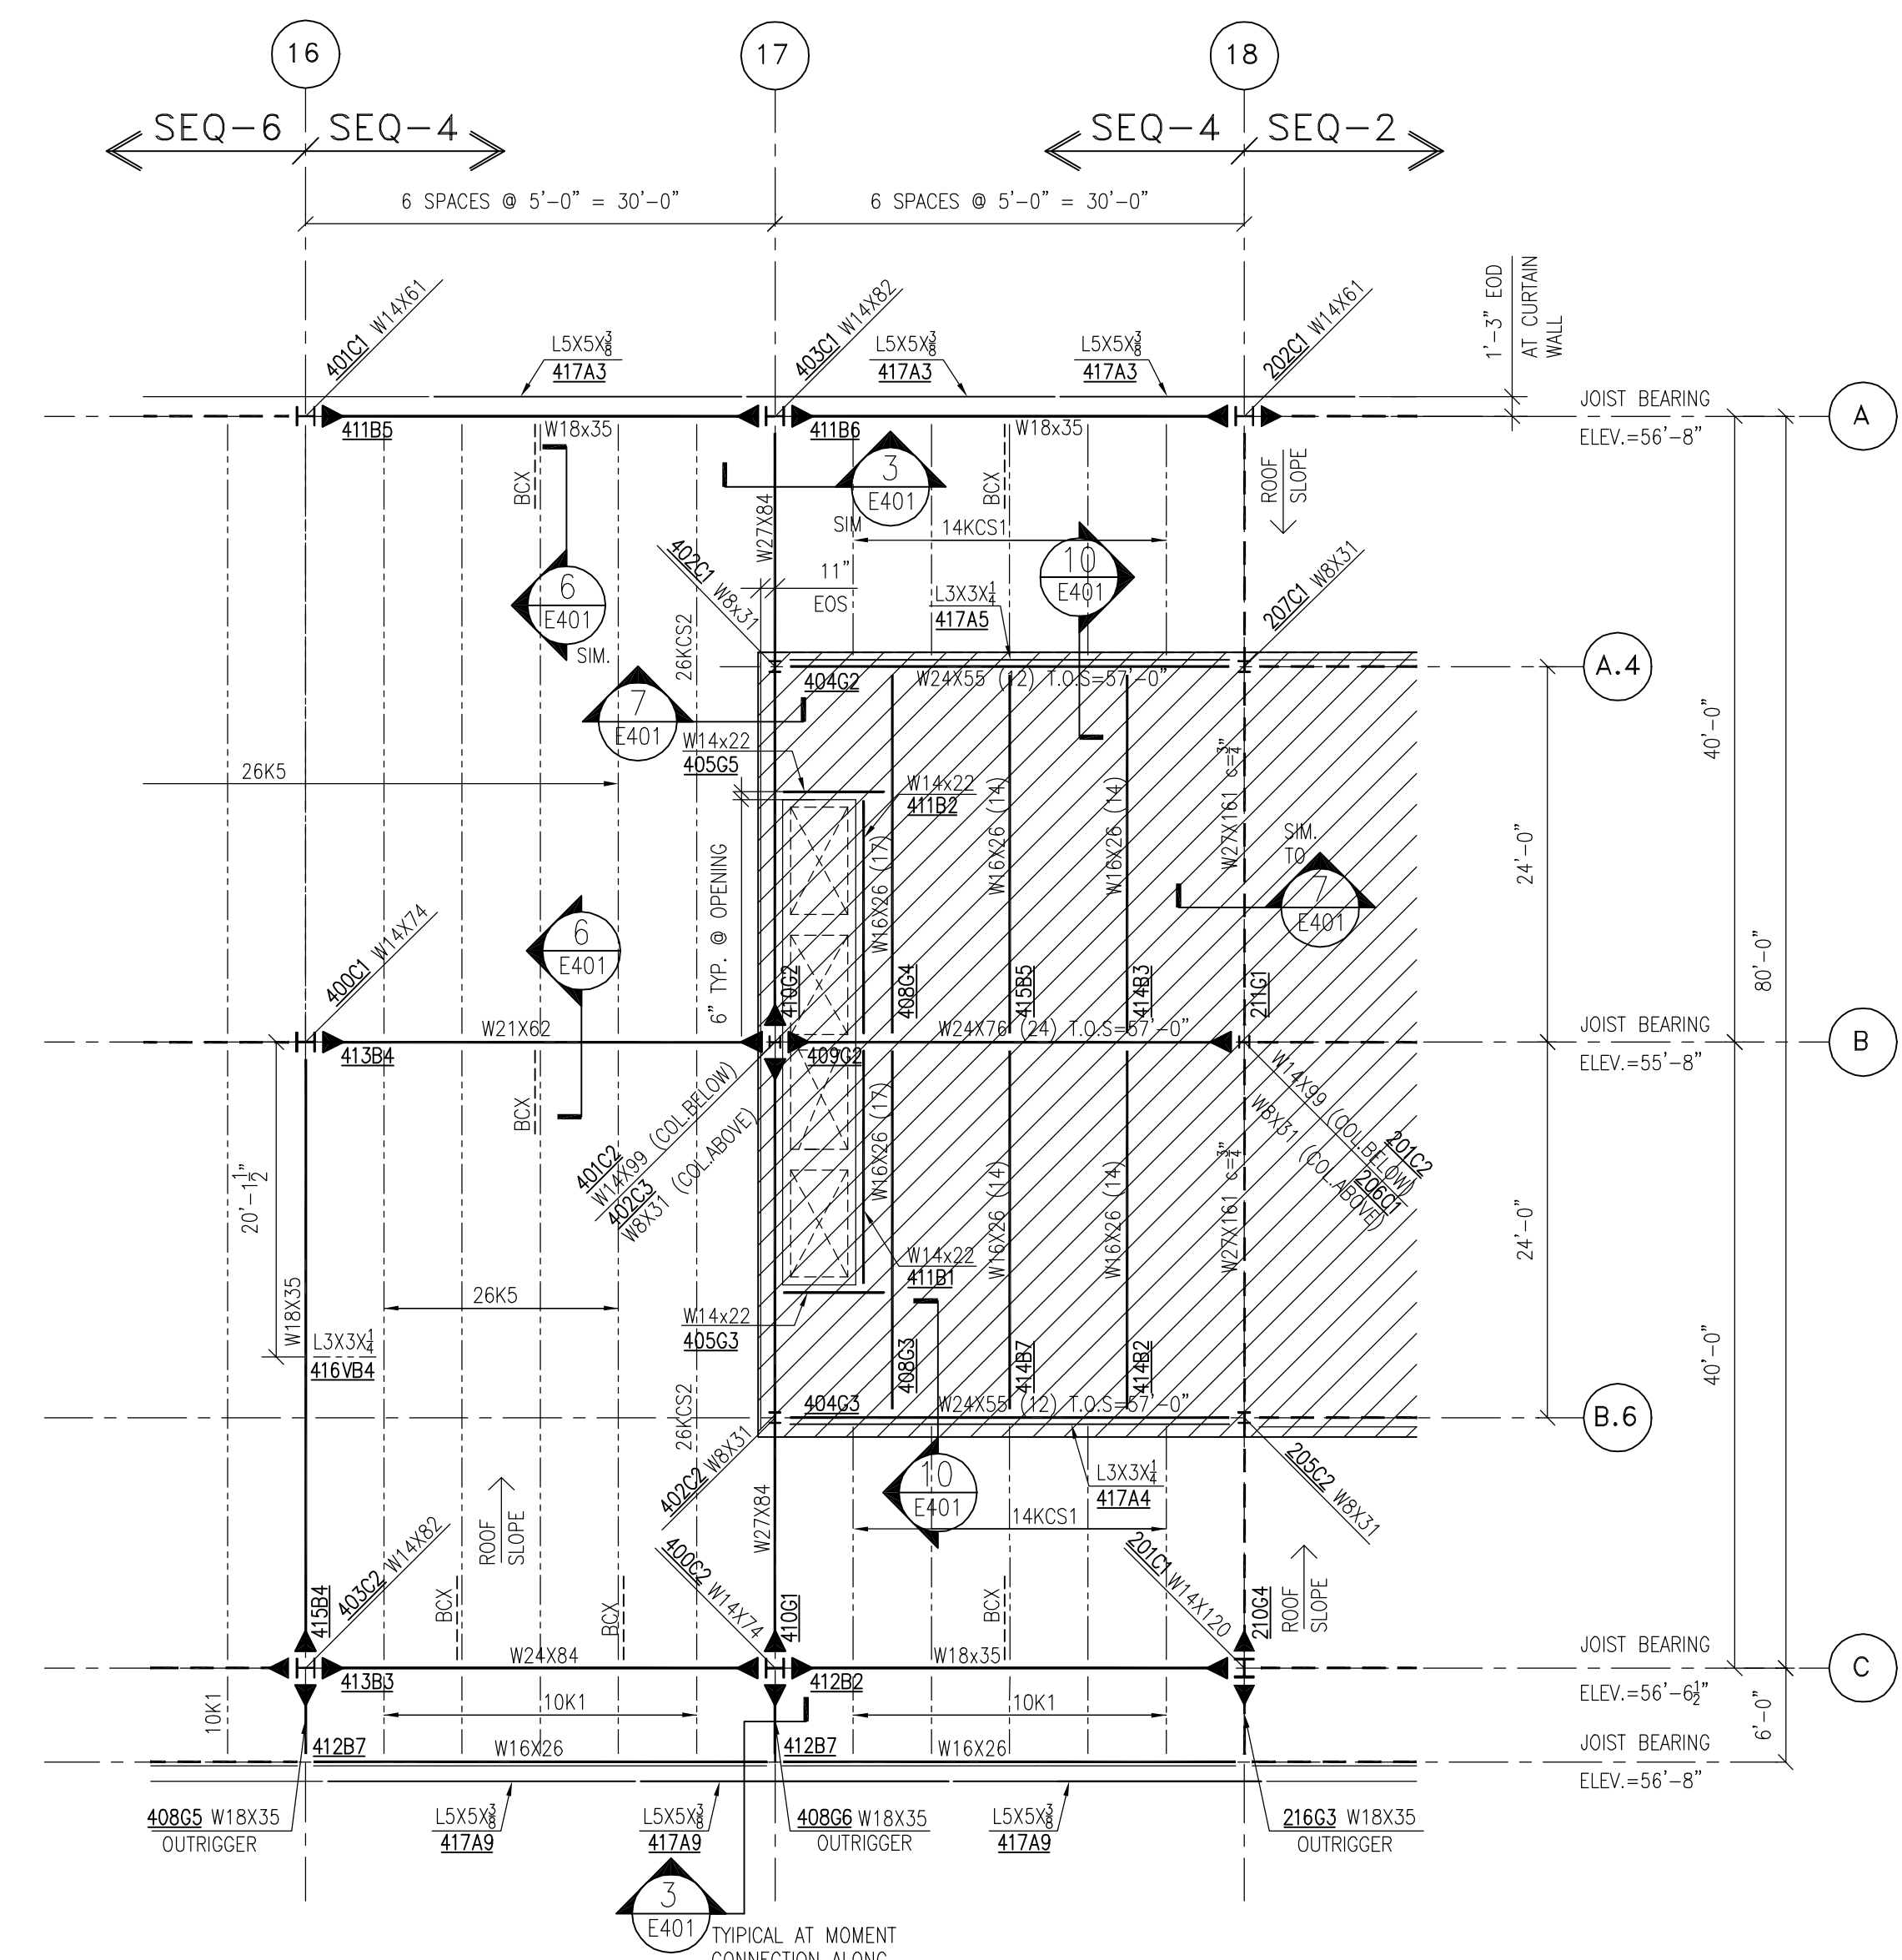 16
17
18
SEQ-6
SEQ-4
SEQ-4
SEQ-2
6 SPACES @ 5'-0" = 30'-0"
6 SPACES @ 5'-0" = 30'-0"
401C1 W14X61
L5X5X3/8
417A3
403C1 W14X82
L5X5X3/8
417A3
L5X5X3/8
417A3
202C1 W14X61
1'-3" EOD
AT CURTAIN
WALL
JOIST BEARING
ELEV.=56'-8"
A
411B5
W18x35
411B6
W18x35
BCX
3
E401
SIM
BCX
ROOF
SLOPE
W27X84
14KCS1
402C1 W8x31
11"
EOS
10
E401
207C1 W8X31
6
E401
SIM.
26KCS2
L3X3X1/4
417A5
A.4
404G2
W24X55 (12) T.O.S=57'-0"
7
E401
W14x22
405G5
26K5
W14x22
411B2
W16X26 (17)
W16X26 (14)
W16X26 (14)
W27X161 c=3/4"
SIM.
TO
7
E401
40'-0"
24'-0"
80'-0"
6" TYP. @ OPENING
400C1 W14X74
6
E401
410G2
408G4
415B5
414B3
211G1
W21X62
W24X76 (24) T.O.S=57'-0"
JOIST BEARING
ELEV.=55'-8"
B
413B4
409G2
BCX
401C2
W14X99 (COL.BELOW)
402C3
W8X31 (COL.ABOVE)
W16X26 (17)
W16X26 (14)
W16X26 (14)
W27X161 c=3/4"
W14X99 (COL.BELOW)
201C2
W8X31 (COL.ABOVE)
206C1
20'-1 1/2"
24'-0"
40'-0"
W18X35
26K5
W14x22
411B1
L3X3X1/4
416VB4
W14x22
405G3
408G3
414B7
414B2
404G3
W24X55 (12) T.O.S=57'-0"
B.6
26KCS2
402C2 W8X31
10
E401
L3X3X1/4
417A4
205C2 W8X31
14KCS1
W27X84
ROOF
SLOPE
403C2 W14X82
400C2 W14X74
201C1 W14X120
415B4
BCX
BCX
410G1
BCX
210G4
ROOF
SLOPE
W24X84
W18x35
JOIST BEARING
ELEV.=56'-6 1/2"
C
413B3
412B2
10K1
10K1
10K1
6'-0"
412B7
W16X26
412B7
W16X26
JOIST BEARING
ELEV.=56'-8"
408G5 W18X35
OUTRIGGER
L5X5X3/8
417A9
L5X5X3/8
417A9
408G6 W18X35
OUTRIGGER
L5X5X3/8
417A9
216G3 W18X35
OUTRIGGER
3
E401
TYIPICAL AT MOMENT
CONNECTION ALONG